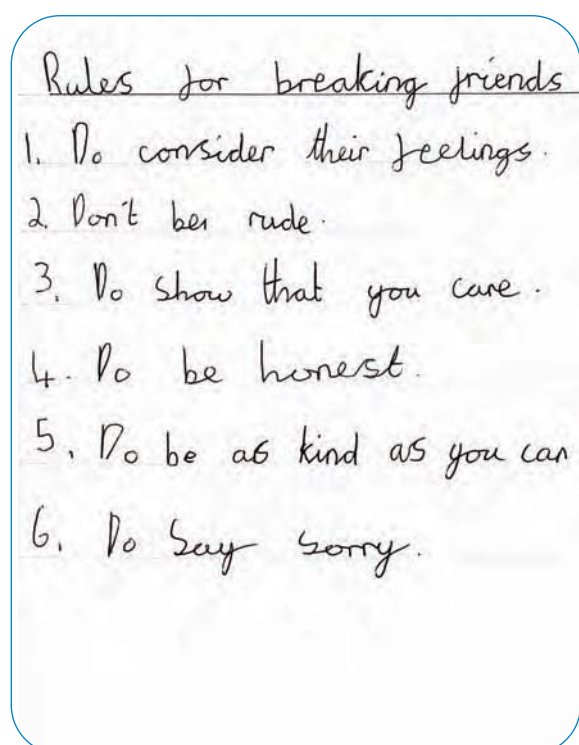 Rules for breaking friends
1. Do consider their feelings.
2. Don't be rude.
3. Do show that you care.
4. Do be honest.
5. Do be as kind as you can
6. Do say sorry.